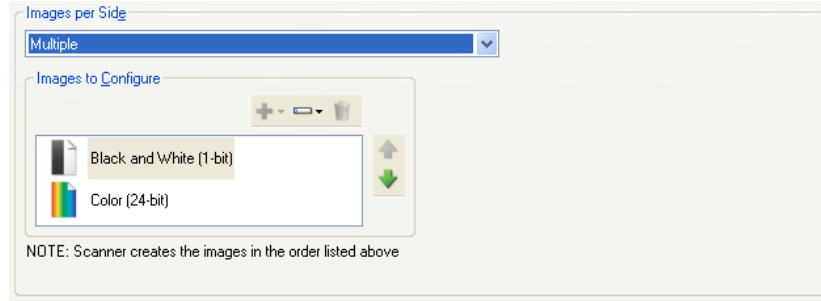 Images per Side
Multiple
Images to Configure
Black and White (1-bit)
Color (24-bit)
NOTE: Scanner creates the images in the order listed above